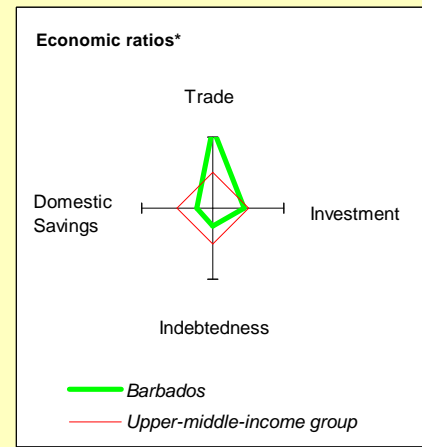 Economic ratios*
Trade
Domestic
Savings
Investment
Indebtedness
Barbados
Upper-middle-income group